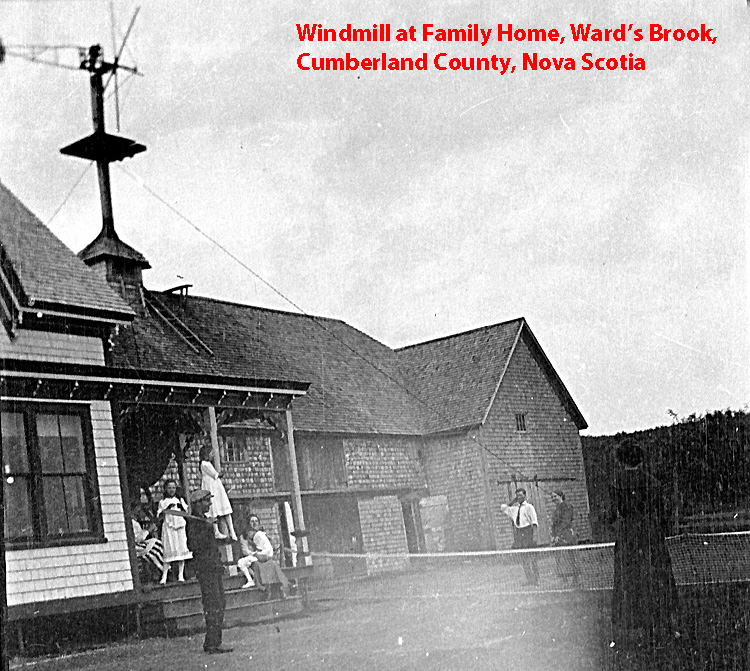 Windmill at Family Home, Ward's Brook,
Cumberland County, Nova Scotia